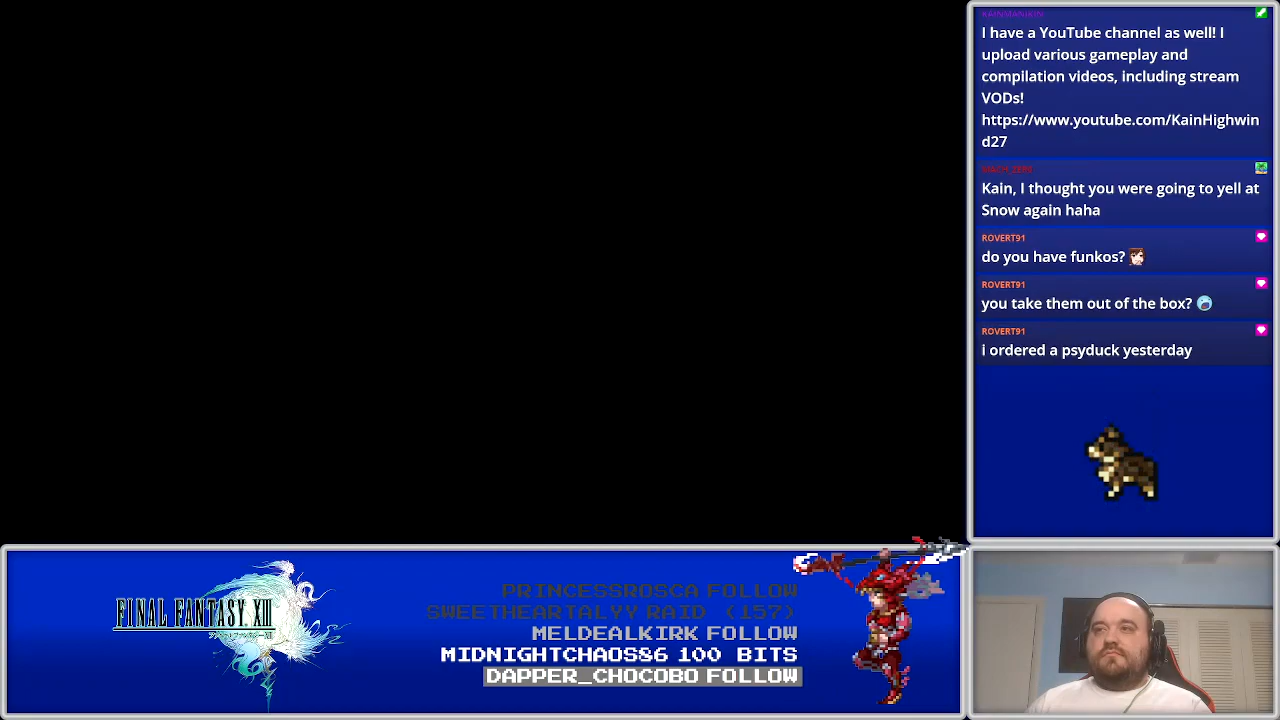 KAINMANIKIN
I have a YouTube channel as well! I
upload various gameplay and
compilation videos, including stream
VODs!
https://www.youtube.com/KainHighwin
d27
Kain, I thought you were going to yell at
Snow again haha
ROVERT91
do you have funkos?
ROVERT91
you take them out of the box?
ROVERT91
i ordered a psyduck yesterday
FINAL FANTASY XIII
PRINCESSROSCA FOLLOW
SWEETHEARTALYY RAID (157)
MELDEALKIRK FOLLOW
MIDNIGHTCHAOS86 100 BITS
DAPPER_CHOCOBO FOLLOW